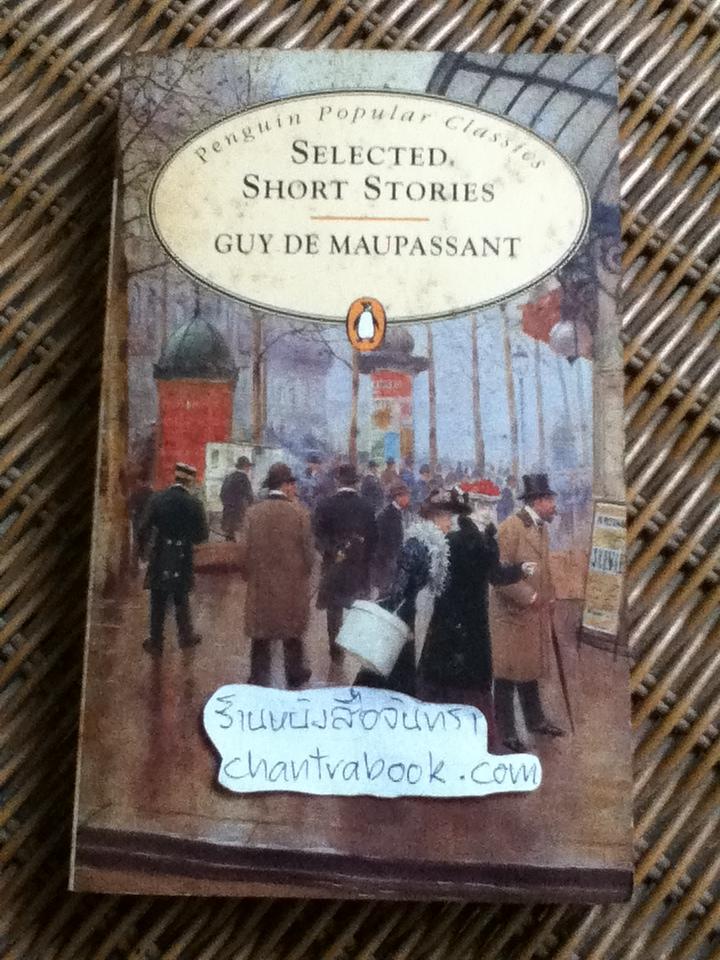 Penguin Popular Classics
SELECTED
SHORT STORIES
GUY DE MAUPASSANT
ร้านหนังสือจันทรา
chantrabook.com